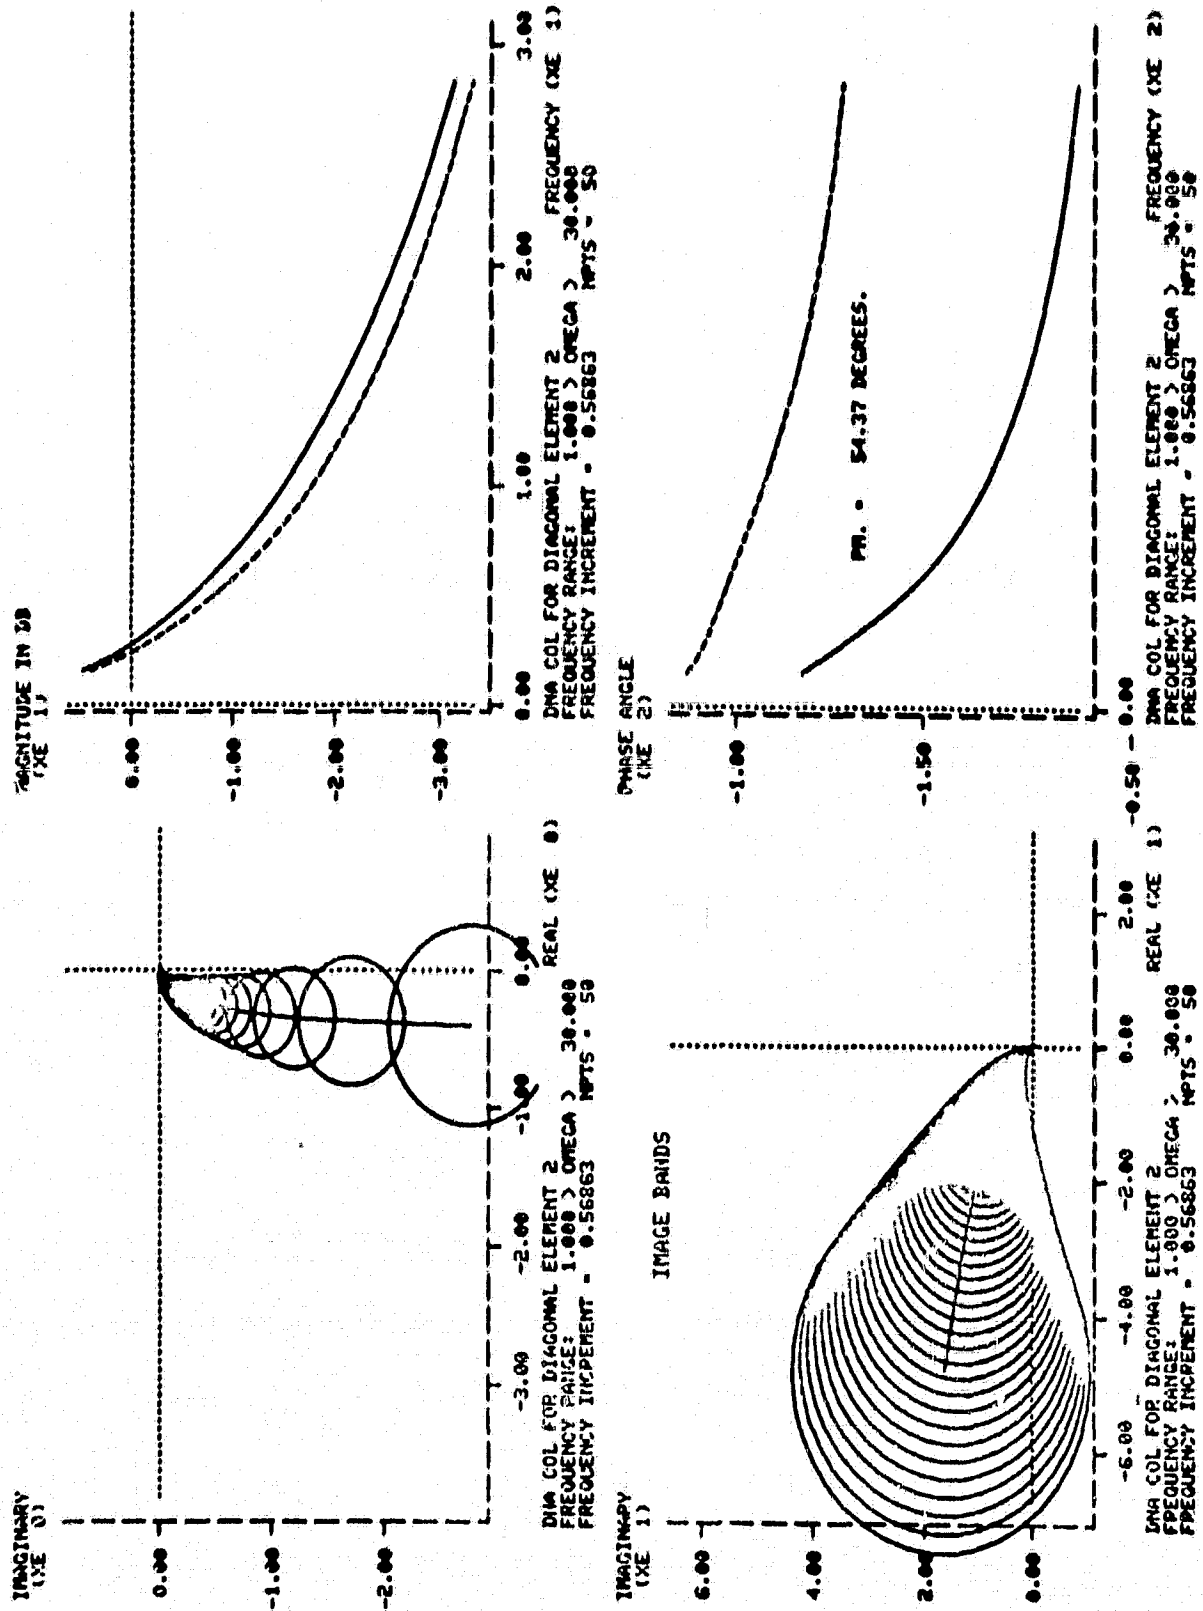 IMAGINARY
(XE 0)
0.00
-1.00
-2.00
-3.00
-2.00
-1.00
0.00
REAL (XE 0)
DNA COL FOR DIAGONAL ELEMENT 2
FREQUENCY RANGE: 1.000 > OMEGA > 30.000
FREQUENCY INCREMENT = 0.56863 NPTS = 50
MAGNITUDE IN DB
(XE 1)
0.00
-1.00
-2.00
-3.00
0.00
1.00
2.00
3.00
FREQUENCY (XE 1)
DNA COL FOR DIAGONAL ELEMENT 2
FREQUENCY RANGE: 1.000 > OMEGA > 30.000
FREQUENCY INCREMENT = 0.56863 NPTS = 50
IMAGINARY
(XE 1)
IMAGE BANDS
6.00
4.00
2.00
0.00
-6.00
-4.00
-2.00
0.00
2.00
REAL (XE 1)
DNA COL FOR DIAGONAL ELEMENT 2
FREQUENCY RANGE: 1.000 > OMEGA > 30.000
FREQUENCY INCREMENT = 0.56863 NPTS = 50
PHASE ANGLE
(XE 2)
-1.00
-1.50
PM. = 54.37 DEGREES.
-0.50
0.00
FREQUENCY (XE 2)
DNA COL FOR DIAGONAL ELEMENT 2
FREQUENCY RANGE: 1.000 > OMEGA > 30.000
FREQUENCY INCREMENT = 0.56863 NPTS = 50